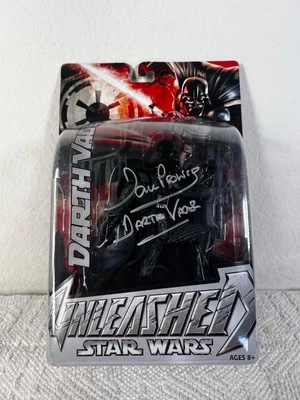 DARTH VADER
Dave Prowse
DARTH VADER
UNLEASHED
STAR WARS
AGES 8+